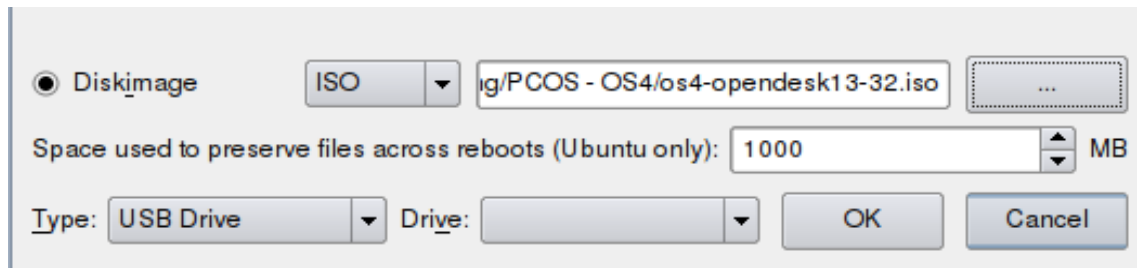 Diskimage ISO ng/PCOS - OS4/os4-opendesk13-32.iso ...
Space used to preserve files across reboots (Ubuntu only): 1000 MB
Type: USB Drive Drive: OK Cancel